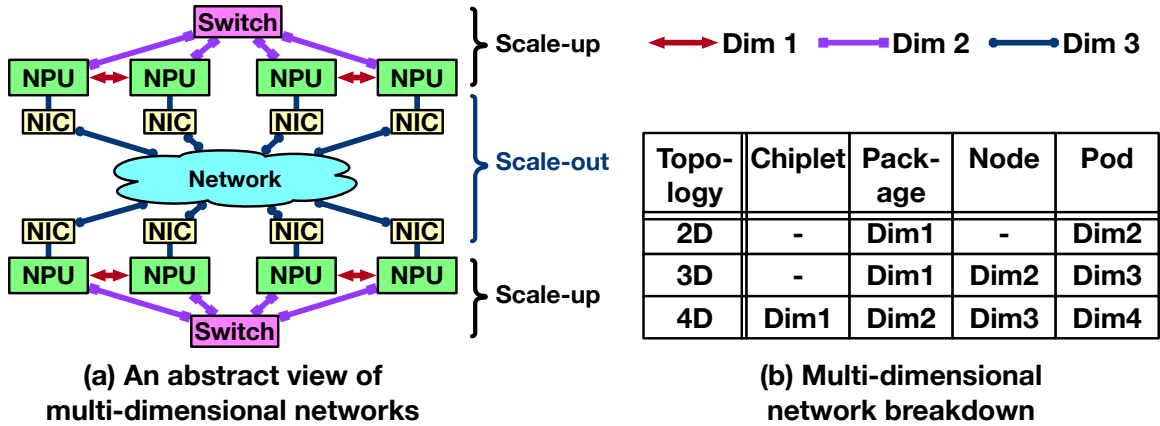 Switch
Scale-up
NPU NPU NPU NPU
NIC NIC NIC NIC
Network
Scale-out
NIC NIC NIC NIC
NPU NPU NPU NPU
Scale-up
Switch
(a) An abstract view of
multi-dimensional networks
Dim 1 Dim 2 Dim 3
Topo- Chiplet Pack- Node Pod
logy age
2D - Dim1 - Dim2
3D - Dim1 Dim2 Dim3
4D Dim1 Dim2 Dim3 Dim4
(b) Multi-dimensional
network breakdown